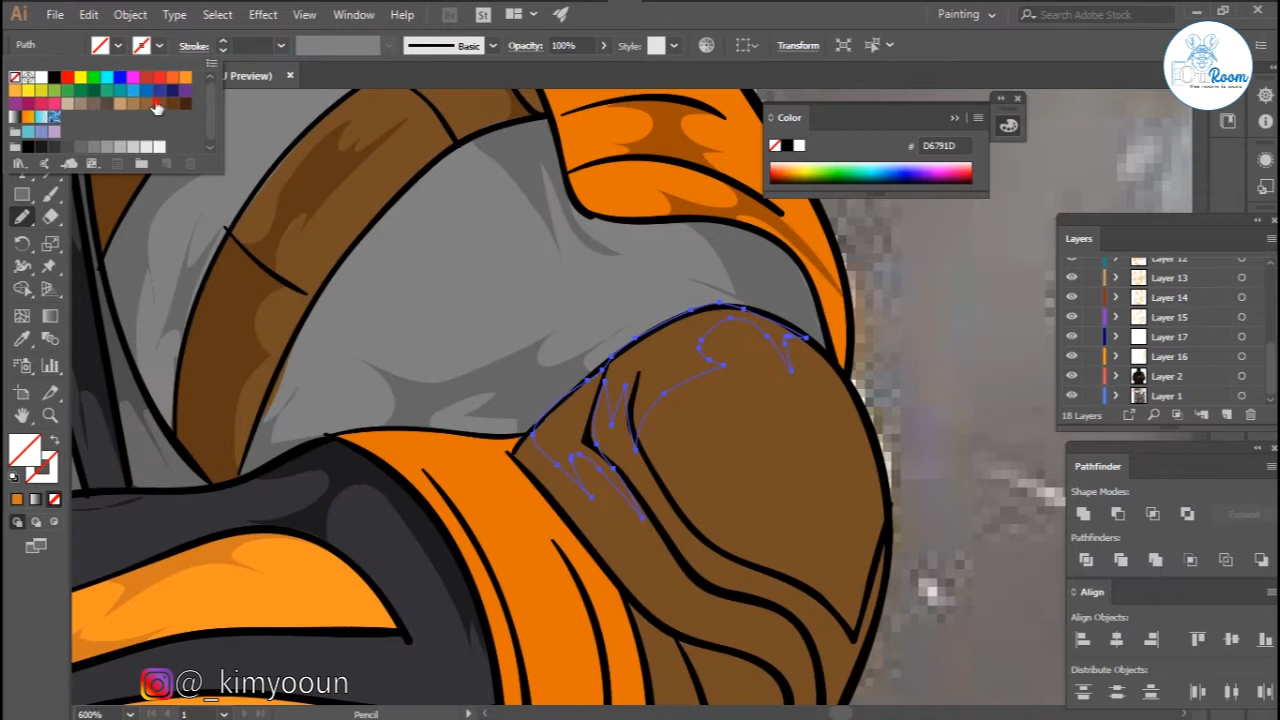 Ai File Edit Object Type Select Effect View Window Help Br St Painting Search Adobe Stock
Path Stroke: Basic Opacity: 100% Style: Transform
OurRoom
U Preview)
Color
# D6791D
Layers
Layer 12
Layer 13
Layer 14
Layer 15
Layer 17
Layer 16
Layer 2
Layer 1
18 Layers
Pathfinder
Shape Modes:
Expand
Pathfinders:
Align
Align Objects:
Distribute Objects:
@_kimyooun
600% 1 Pencil